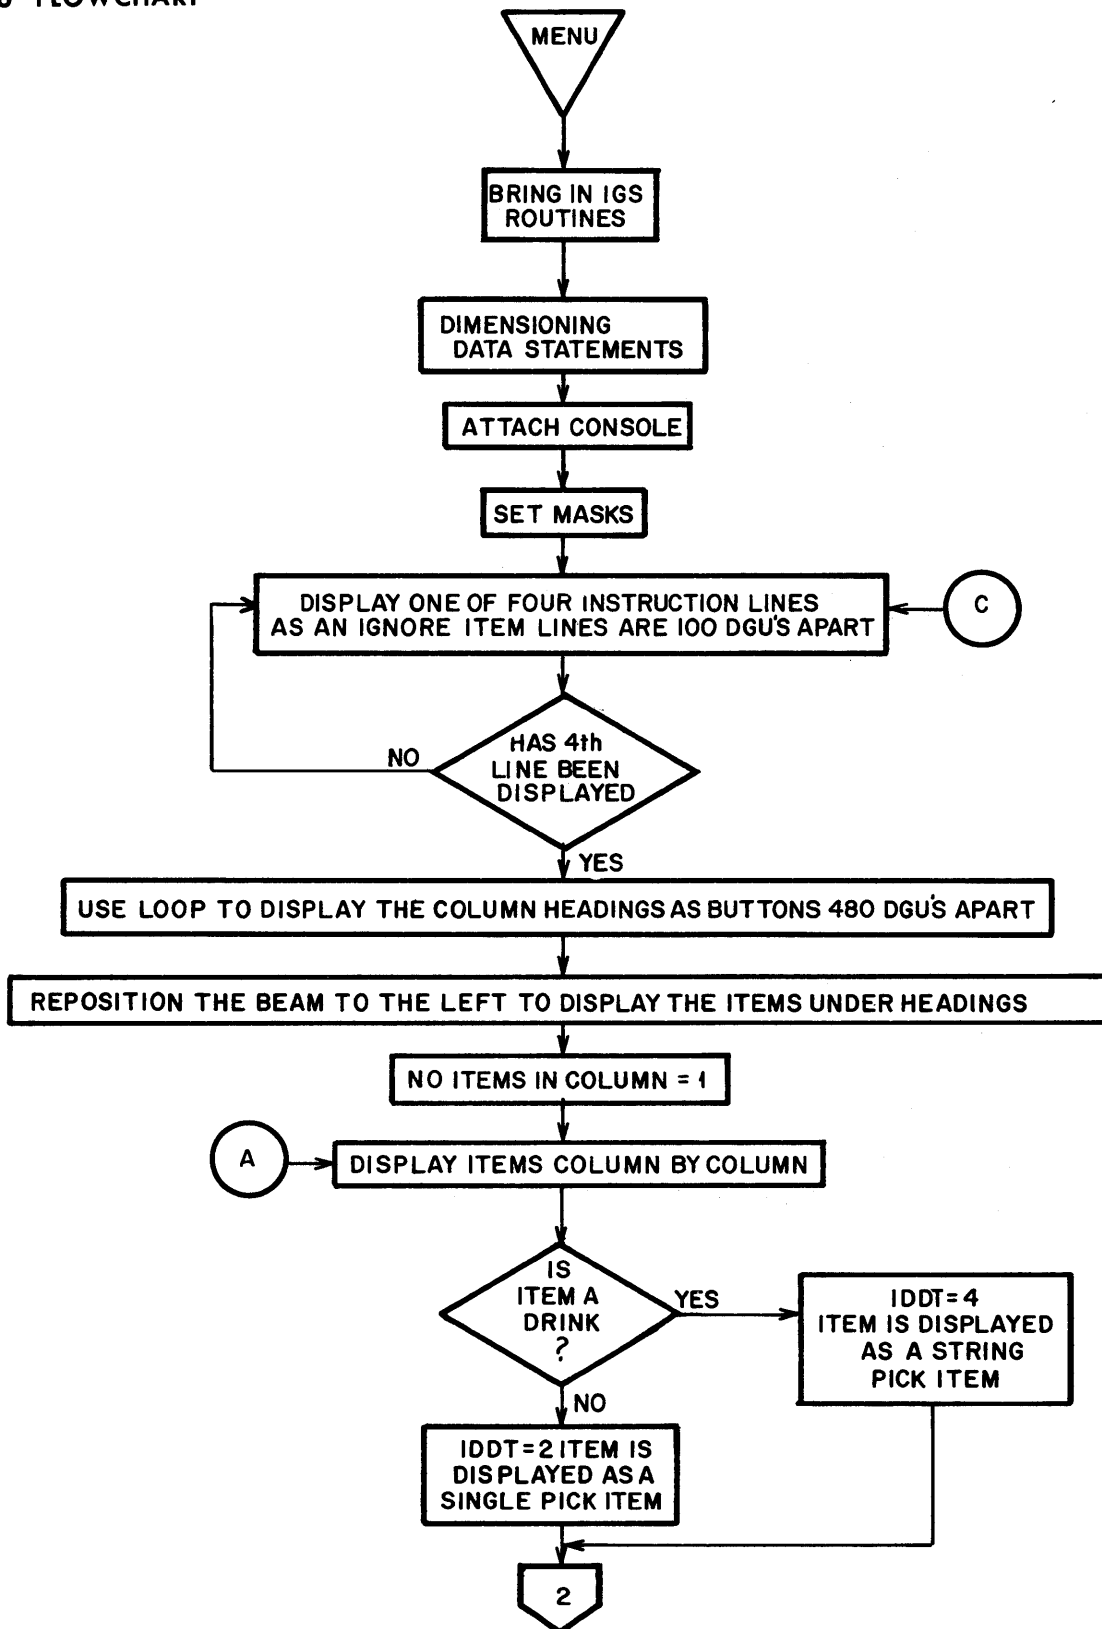 FLOWCHART
MENU
BRING IN IGS
ROUTINES
DIMENSIONING
DATA STATEMENTS
ATTACH CONSOLE
SET MASKS
DISPLAY ONE OF FOUR INSTRUCTION LINES
AS AN IGNORE ITEM LINES ARE 100 DGU'S APART
C
HAS 4th
LINE BEEN
DISPLAYED
NO
YES
USE LOOP TO DISPLAY THE COLUMN HEADINGS AS BUTTONS 480 DGU'S APART
REPOSITION THE BEAM TO THE LEFT TO DISPLAY THE ITEMS UNDER HEADINGS
NO ITEMS IN COLUMN = 1
A
DISPLAY ITEMS COLUMN BY COLUMN
IS
ITEM A
DRINK
?
YES
IDDT=4
ITEM IS DISPLAYED
AS A STRING
PICK ITEM
NO
IDDT=2 ITEM IS
DISPLAYED AS A
SINGLE PICK ITEM
2